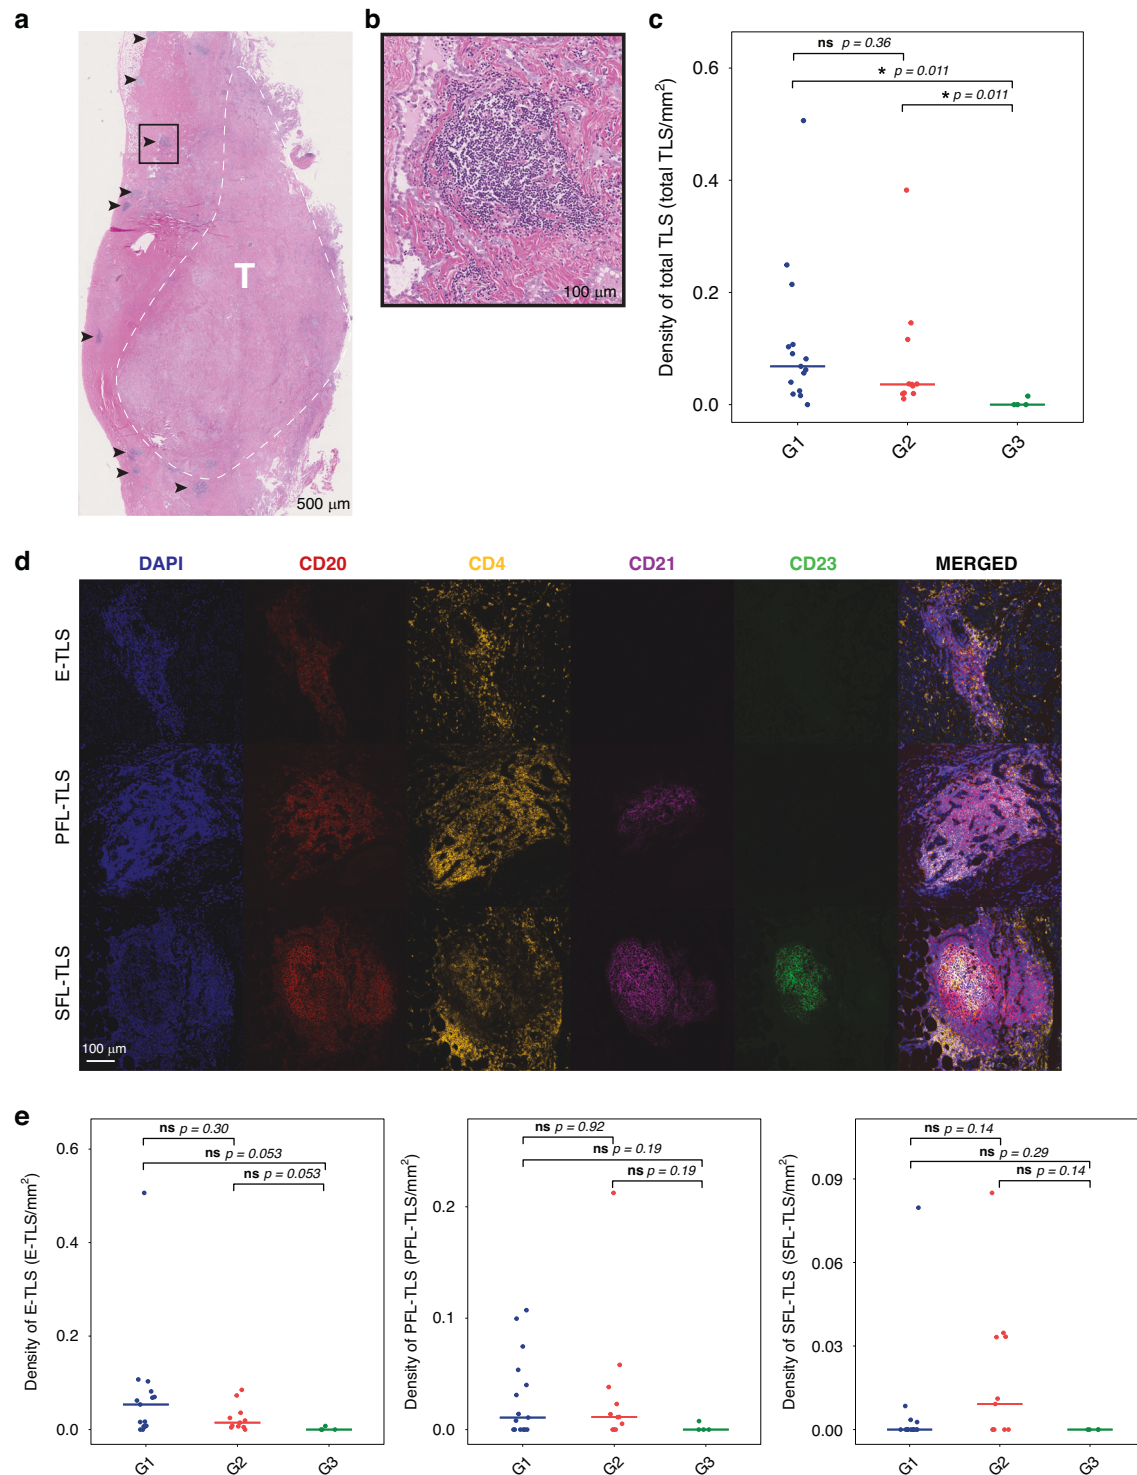 a
T
500 µm
b
100 µm
c
Density of total TLS (total TLS/mm²)
0.6
0.4
0.2
0.0
ns p = 0.36
* p = 0.011
* p = 0.011
G1
G2
G3
d
DAPI
CD20
CD4
CD21
CD23
MERGED
E-TLS
PFL-TLS
SFL-TLS
100 µm
e
Density of E-TLS (E-TLS/mm²)
0.6
0.4
0.2
0.0
ns p = 0.30
ns p = 0.053
ns p = 0.053
G1
G2
G3
Density of PFL-TLS (PFL-TLS/mm²)
0.2
0.1
0.0
ns p = 0.92
ns p = 0.19
ns p = 0.19
G1
G2
G3
Density of SFL-TLS (SFL-TLS/mm²)
0.09
0.06
0.03
0.00
ns p = 0.14
ns p = 0.29
ns p = 0.14
G1
G2
G3